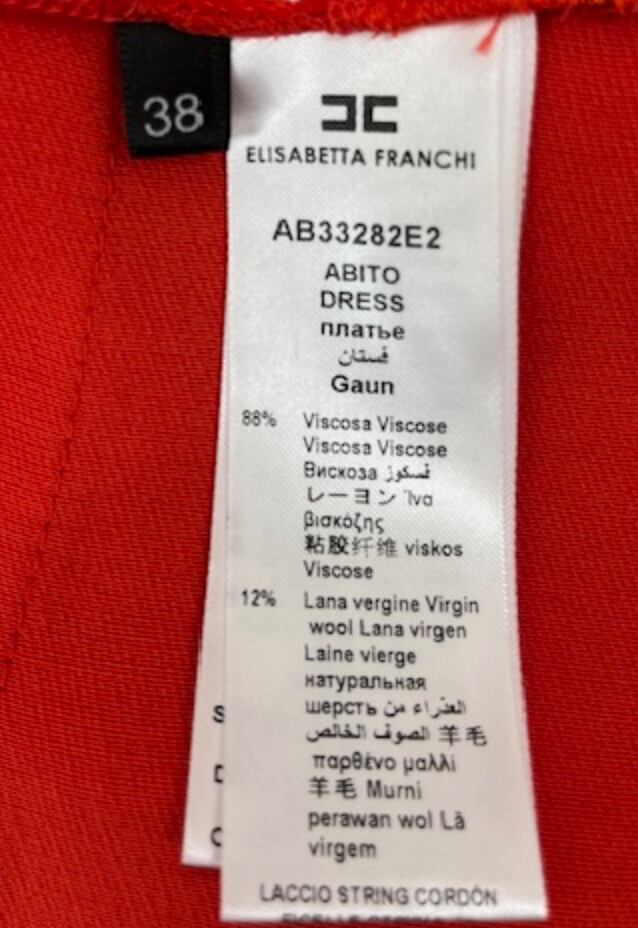 38
ELISABETTA FRANCHI
AB33282E2
ABITO
DRESS
платье
فستان
Gaun
88% Viscosa Viscose
Viscosa Viscose
Вискоза فسكوز
レーヨン Ίνα
βισκόζης
粘胶纤维 viskos
Viscose
12% Lana vergine Virgin
wool Lana virgen
Laine vierge
натуральная
шерсть العذراء من
الصوف الخالص 羊毛
παρθένο μαλλί
羊毛 Murni
perawan wol Lã
virgem
LACCIO STRING CORDÓN